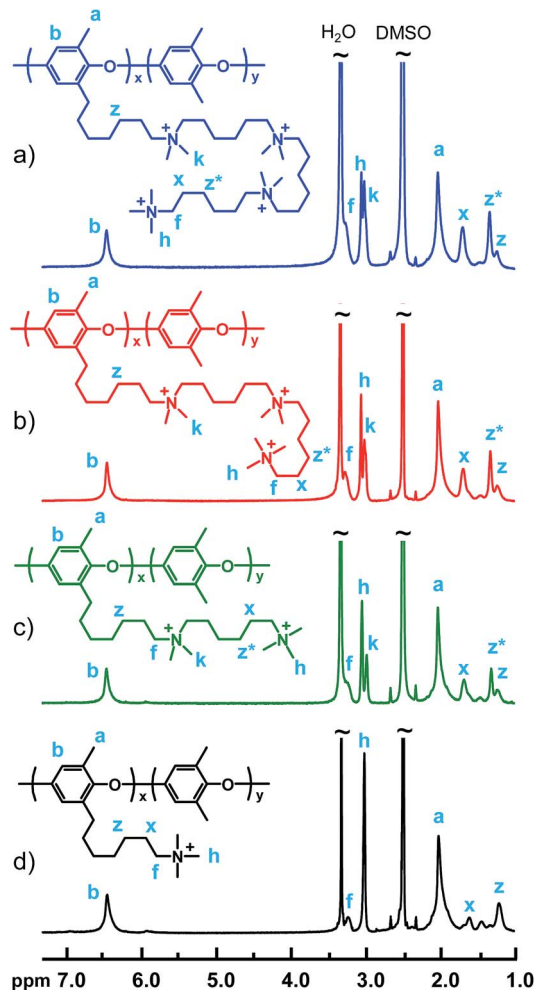 H2O DMSO
a
b
O x O y
z
N+ N+
k
x z*
N+ N+
f
h
a)
b f h k a x z* z
a
b
O x O y
z
N+ N+
k
N+
h z*
f x
b)
b f h k a x z* z
a
b
O x O y
z x
N+ N+
f k z* h
c)
b f h k a x z* z
a
b
O x O y
z x
N+ h
f
d)
b f h a x z
ppm 7.0 6.0 5.0 4.0 3.0 2.0 1.0